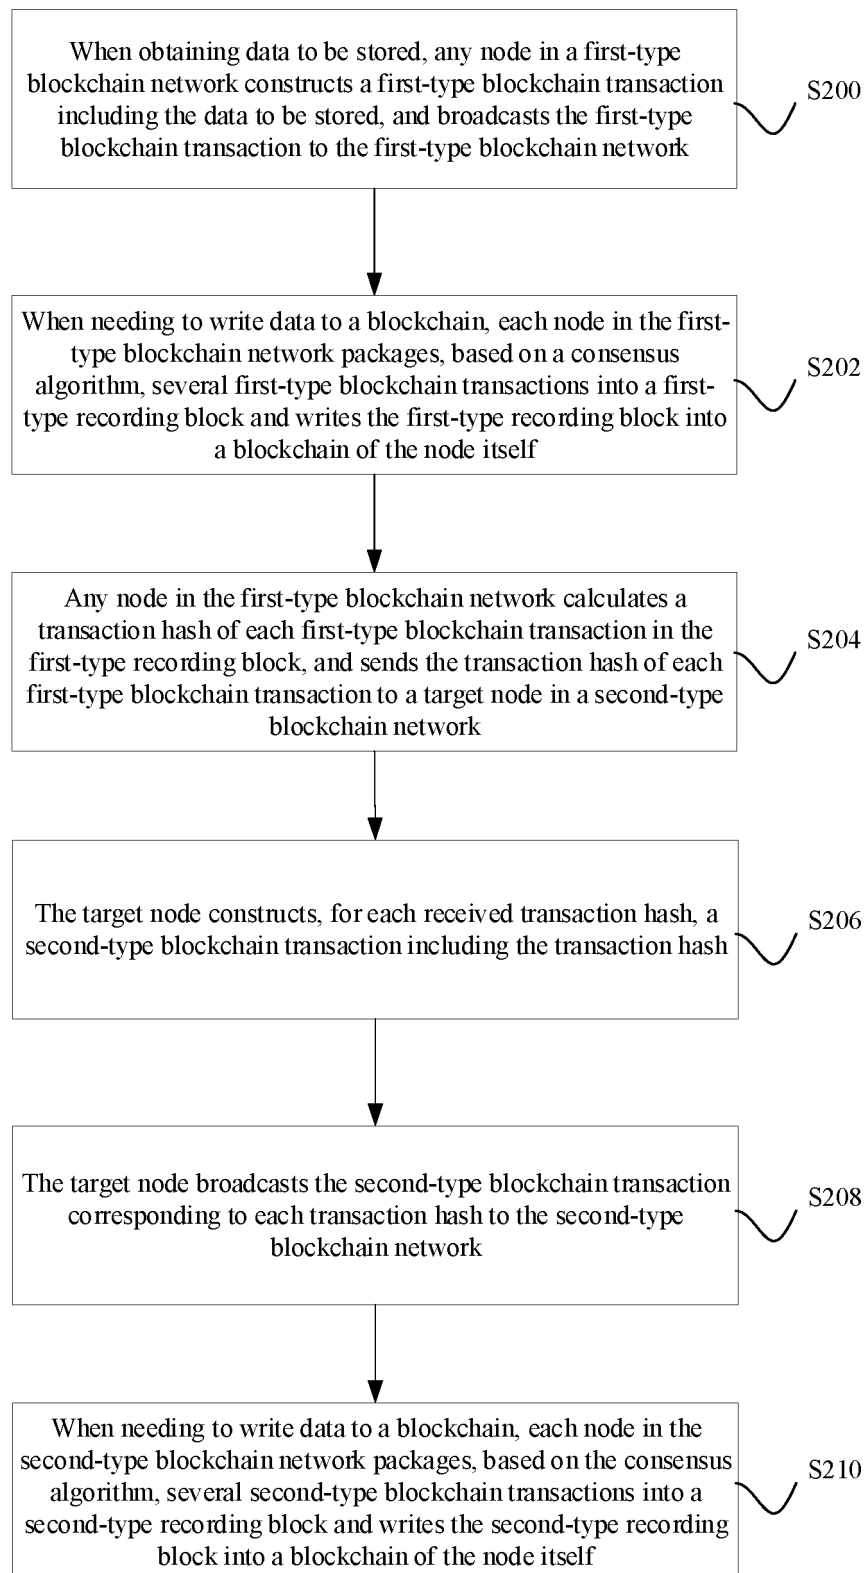 When obtaining data to be stored, any node in a first-type
blockchain network constructs a first-type blockchain transaction
including the data to be stored, and broadcasts the first-type
blockchain transaction to the first-type blockchain network
S200
When needing to write data to a blockchain, each node in the first-
type blockchain network packages, based on a consensus
algorithm, several first-type blockchain transactions into a first-
type recording block and writes the first-type recording block into
a blockchain of the node itself
S202
Any node in the first-type blockchain network calculates a
transaction hash of each first-type blockchain transaction in the
first-type recording block, and sends the transaction hash of each
first-type blockchain transaction to a target node in a second-type
blockchain network
S204
The target node constructs, for each received transaction hash, a
second-type blockchain transaction including the transaction hash
S206
The target node broadcasts the second-type blockchain transaction
corresponding to each transaction hash to the second-type
blockchain network
S208
When needing to write data to a blockchain, each node in the
second-type blockchain network packages, based on the consensus
algorithm, several second-type blockchain transactions into a
second-type recording block and writes the second-type recording
block into a blockchain of the node itself
S210